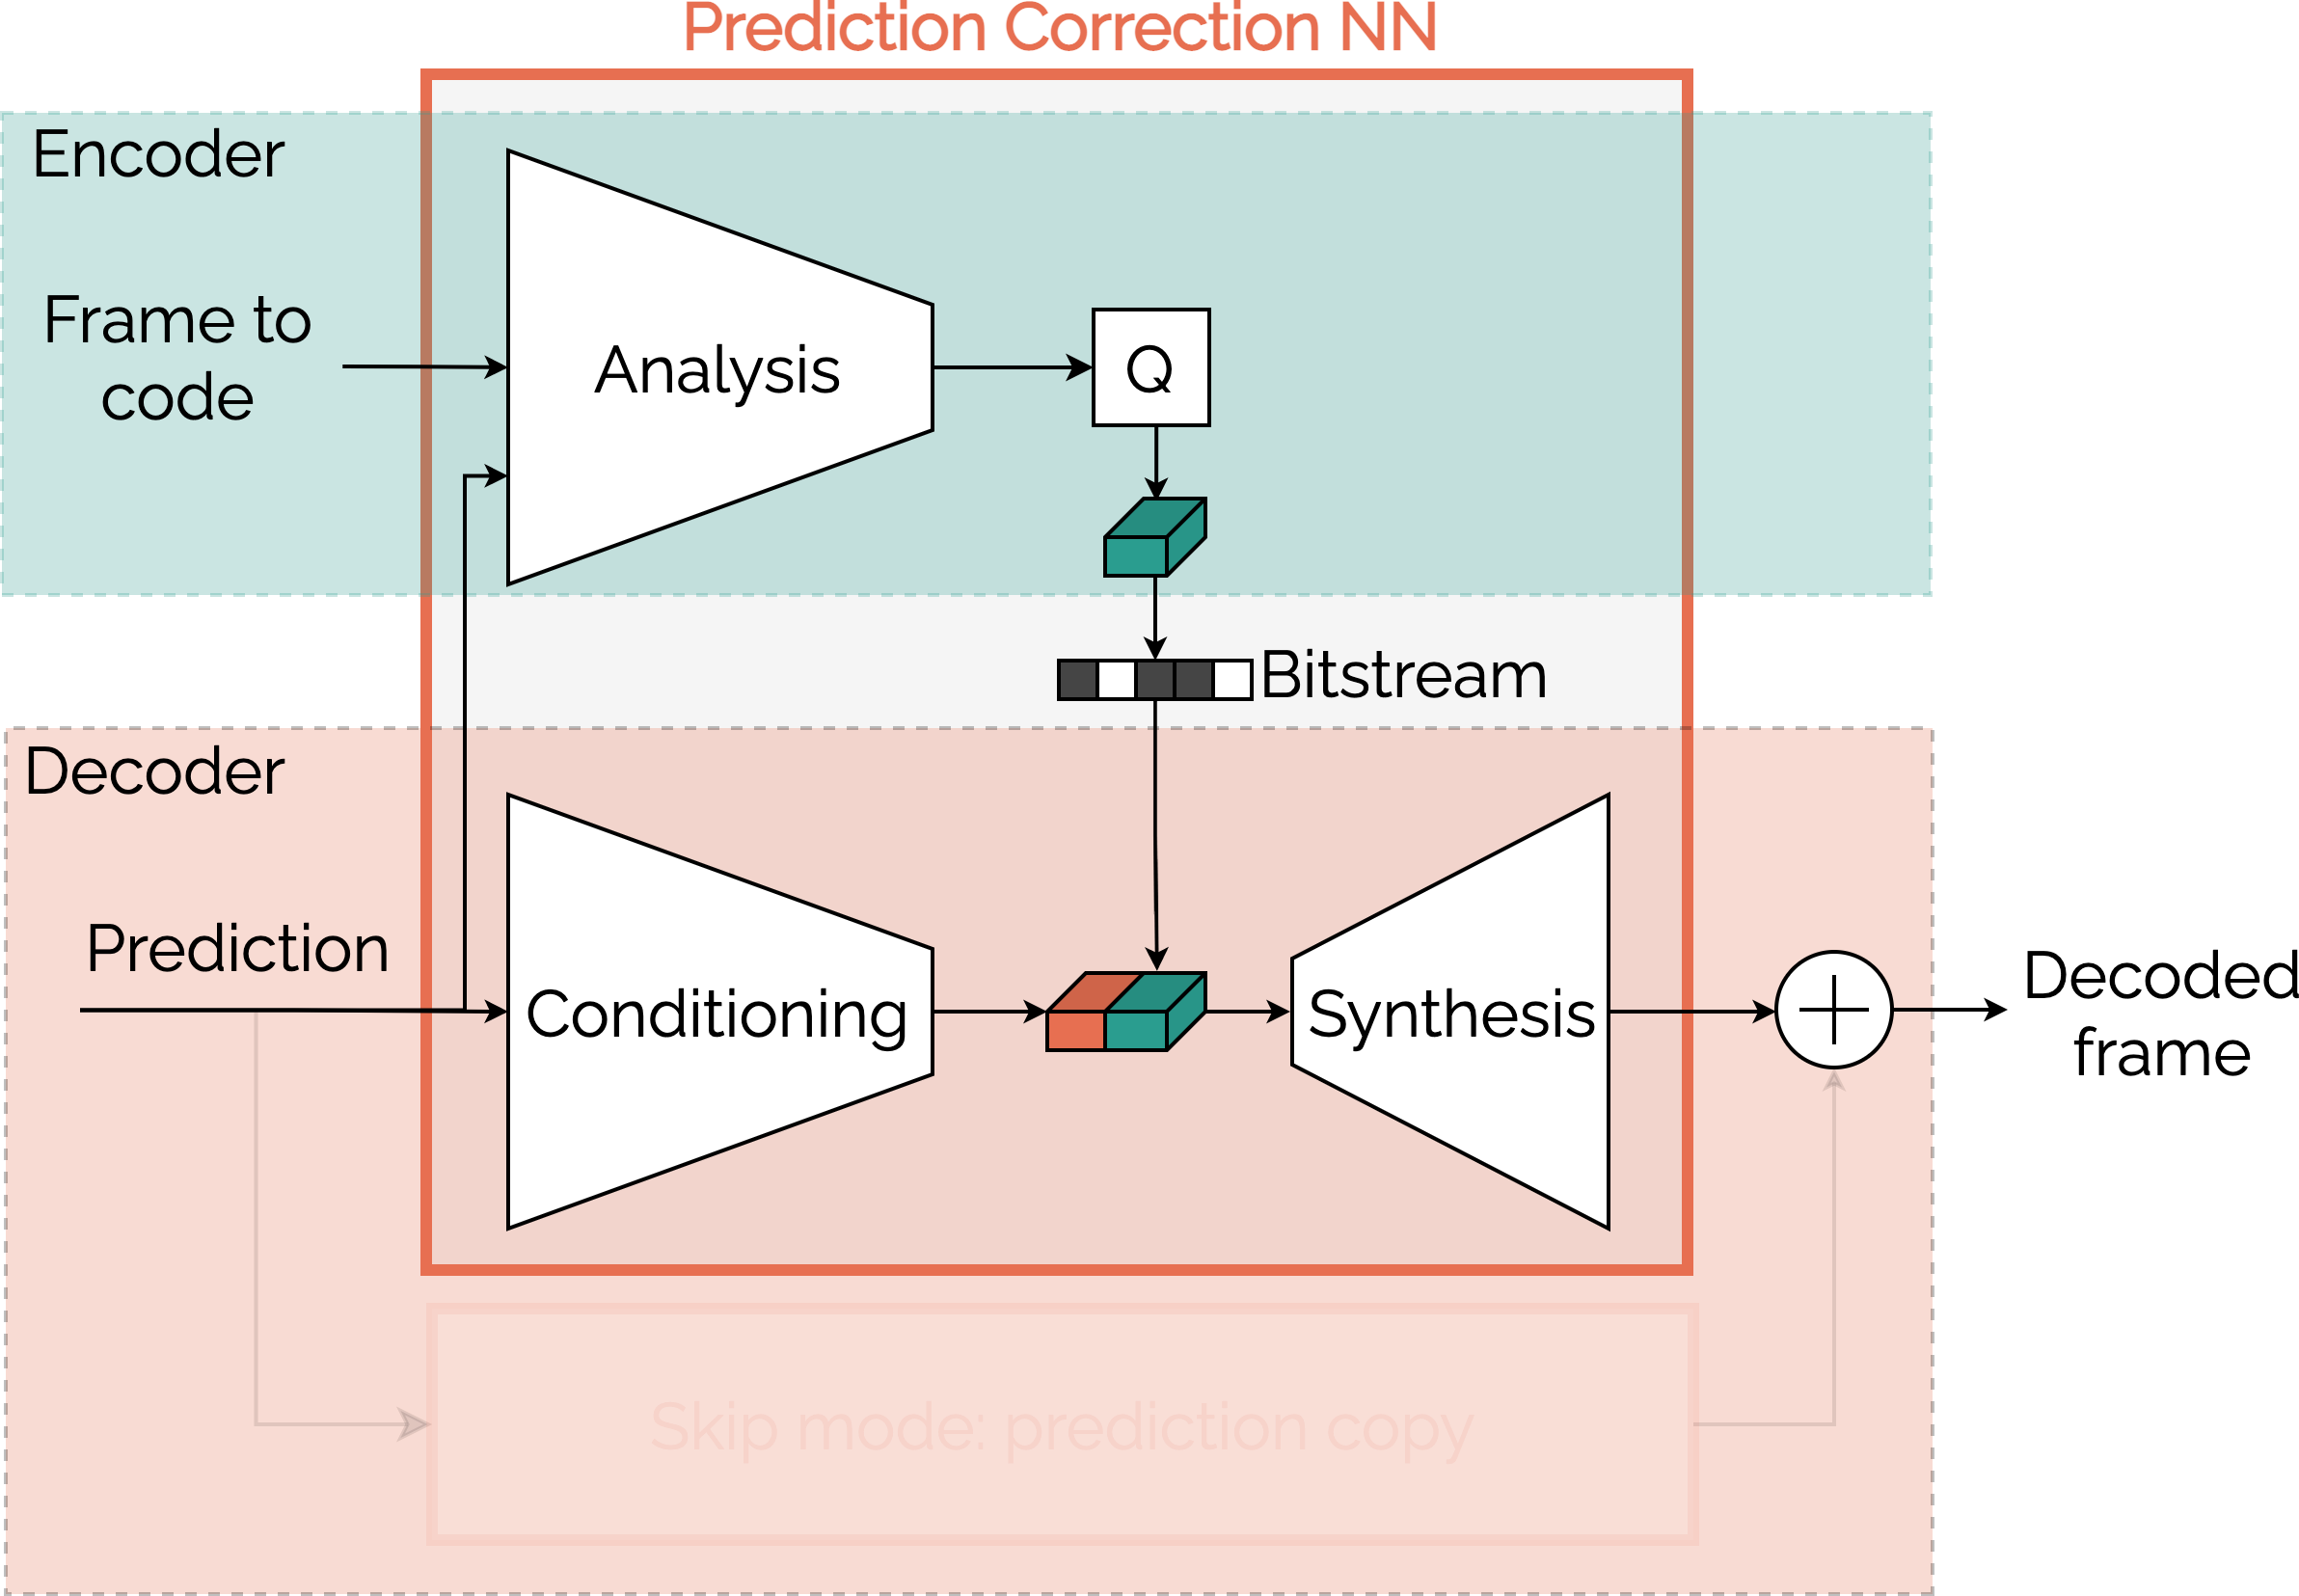 Prediction Correction NN
Encoder
Frame to
code
Analysis
Q
Bitstream
Decoder
Prediction
Conditioning
Synthesis
Decoded
frame
Skip mode: prediction copy